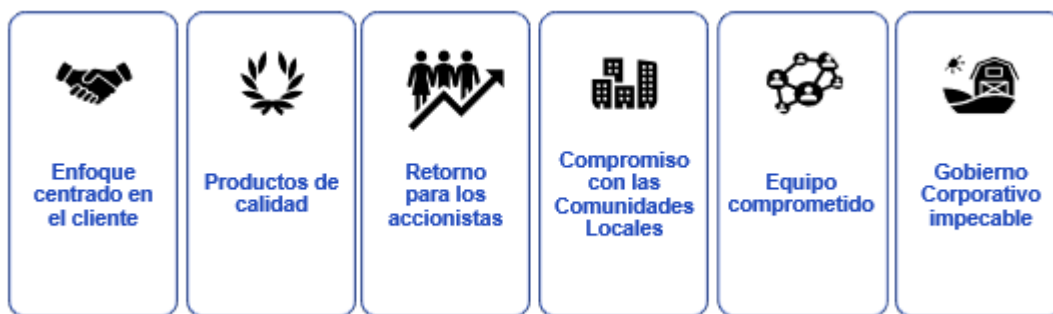 Enfoque
centrado en
el cliente
Productos de
calidad
Retorno
para los
accionistas
Compromiso
con las
Comunidades
Locales
Equipo
comprometido
Gobierno
Corporativo
impecable